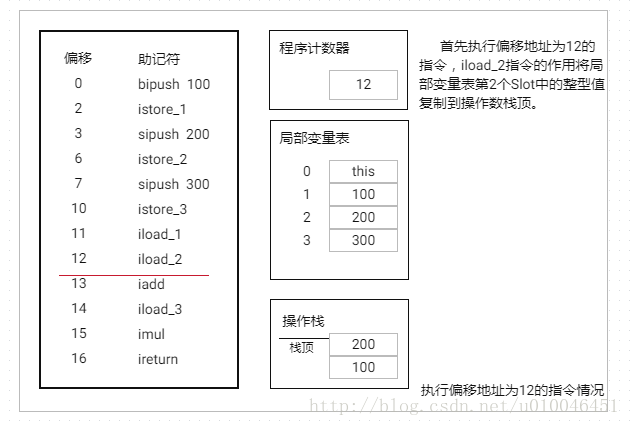 偏移 助记符
0 bipush 100
2 istore_1
3 sipush 200
6 istore_2
7 sipush 300
10 istore_3
11 iload_1
12 iload_2
13 iadd
14 iload_3
15 imul
16 ireturn
程序计数器
12
局部变量表
0 this
1 100
2 200
3 300
操作栈
栈顶 200
100
首先执行偏移地址为12的
指令，iload_2指令的作用将局
部变量表第2个Slot中的整型值
复制到操作数栈顶。
执行偏移地址为12的指令情况
http://blog.csdn.net/u010046451